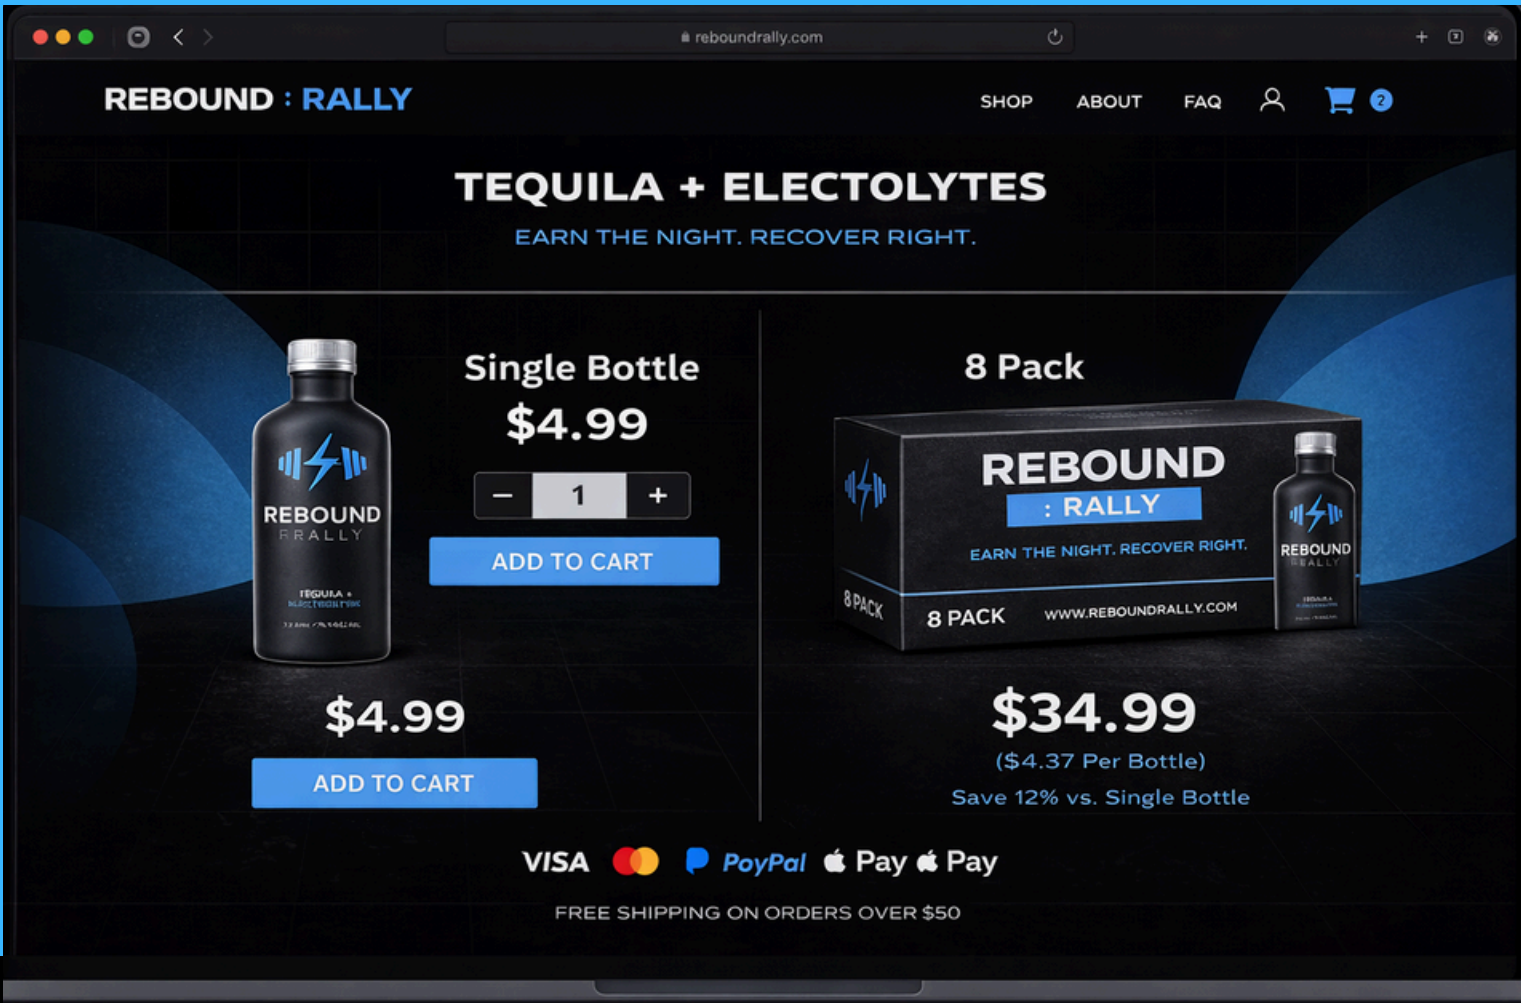 reboundrally.com
REBOUND : RALLY
SHOP ABOUT FAQ 2
TEQUILA + ELECTOLYTES
EARN THE NIGHT. RECOVER RIGHT.
Single Bottle
$4.99
− 1 +
ADD TO CART
REBOUND
RRALLY
TEQUILA +
$4.99
ADD TO CART
8 Pack
REBOUND
: RALLY
EARN THE NIGHT. RECOVER RIGHT.
8 PACK
8 PACK WWW.REBOUNDRALLY.COM
REBOUND
$34.99
($4.37 Per Bottle)
Save 12% vs. Single Bottle
VISA PoyPal Pay Pay
FREE SHIPPING ON ORDERS OVER $50